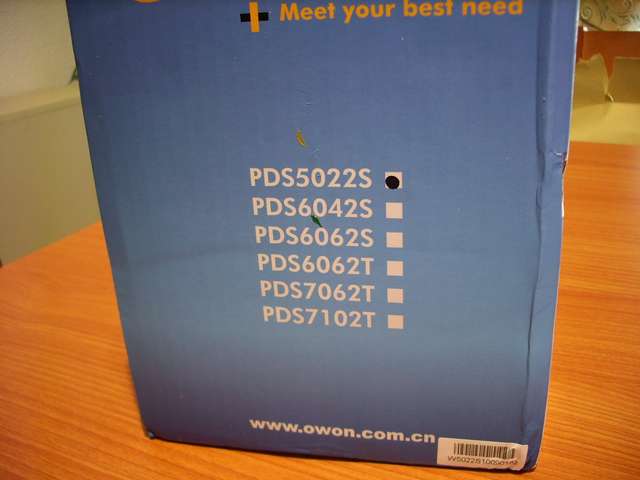 Meet your best need
PDS5022S
PDS6042S
PDS6062S
PDS6062T
PDS7062T
PDS7102T
www.owon.com.cn